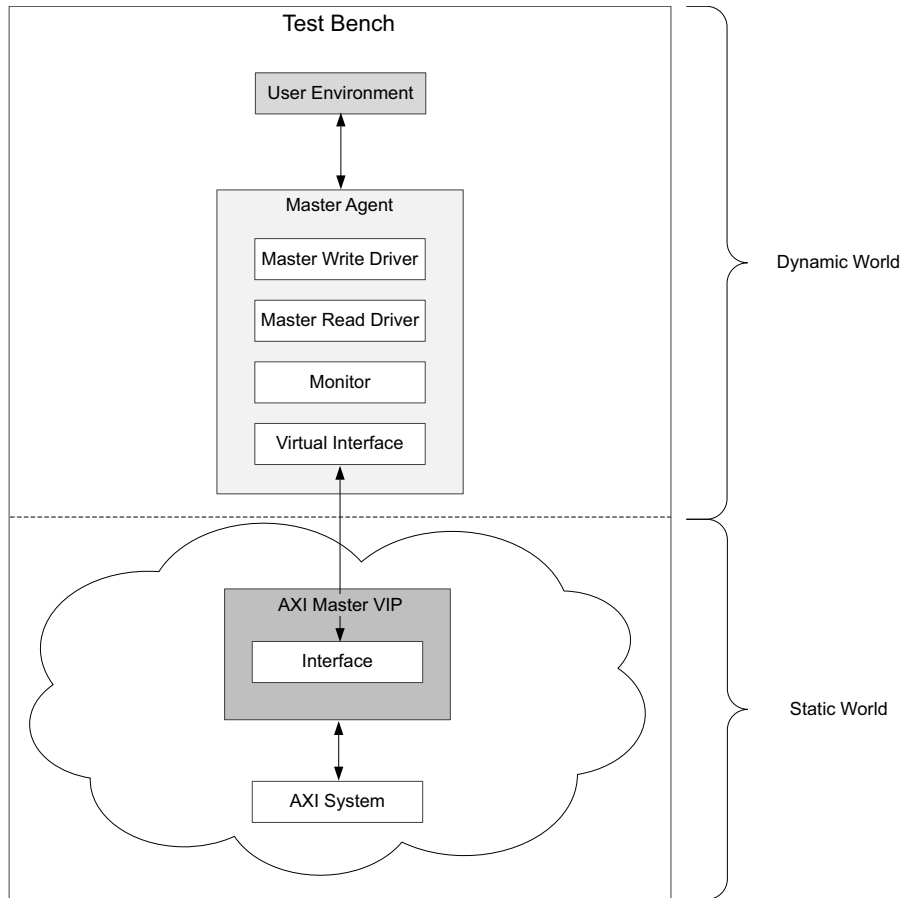 Test Bench
User Environment
Master Agent
Master Write Driver
Dynamic World
Master Read Driver
Monitor
Virtual Interface
AXI Master VIP
Interface
Static World
AXI System